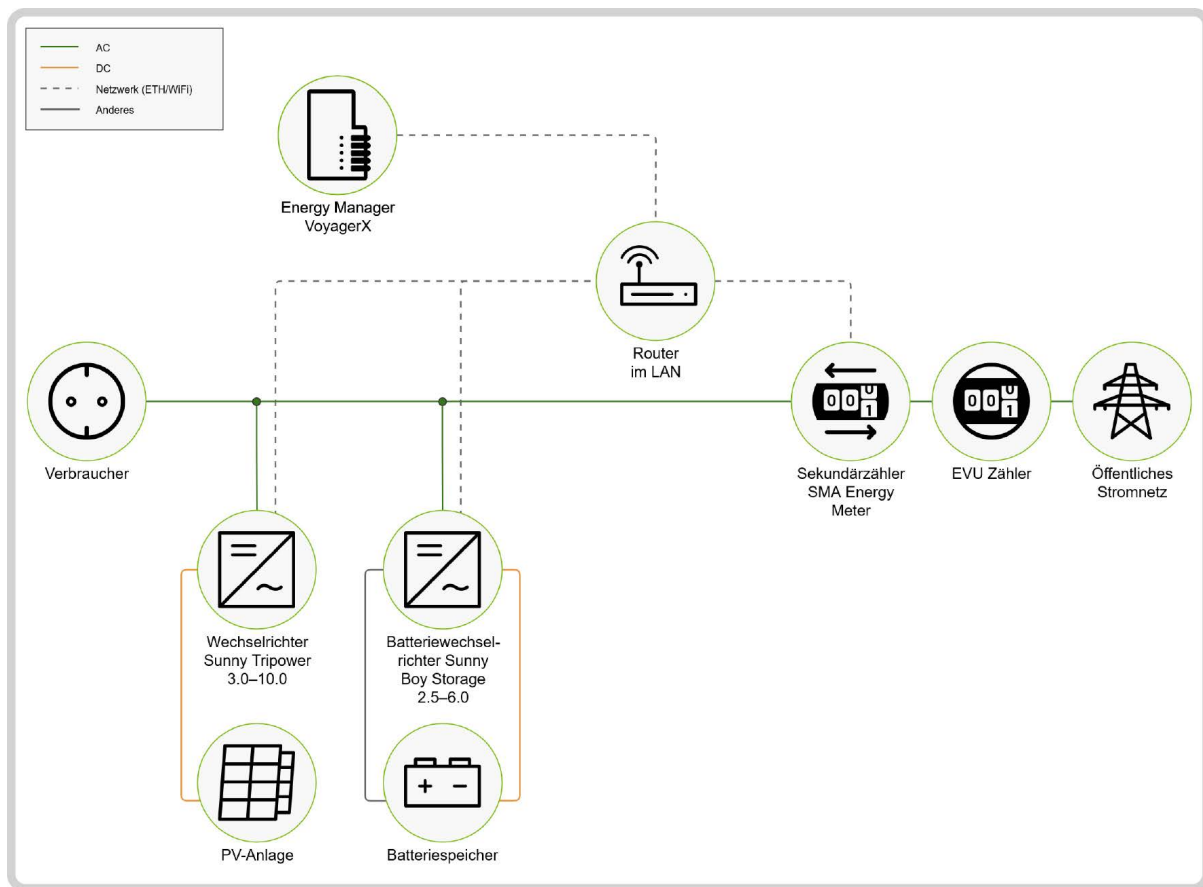 AC
DC
Netzwerk (ETH/WiFi)
Anderes
Energy Manager
VoyagerX
Router
im LAN
Verbraucher
Sekundärzähler
SMA Energy
Meter
EVU Zähler
Öffentliches
Stromnetz
Wechselrichter
Sunny Tripower
3.0–10.0
Batteriewechsel-
richter Sunny
Boy Storage
2.5–6.0
PV-Anlage
Batteriespeicher